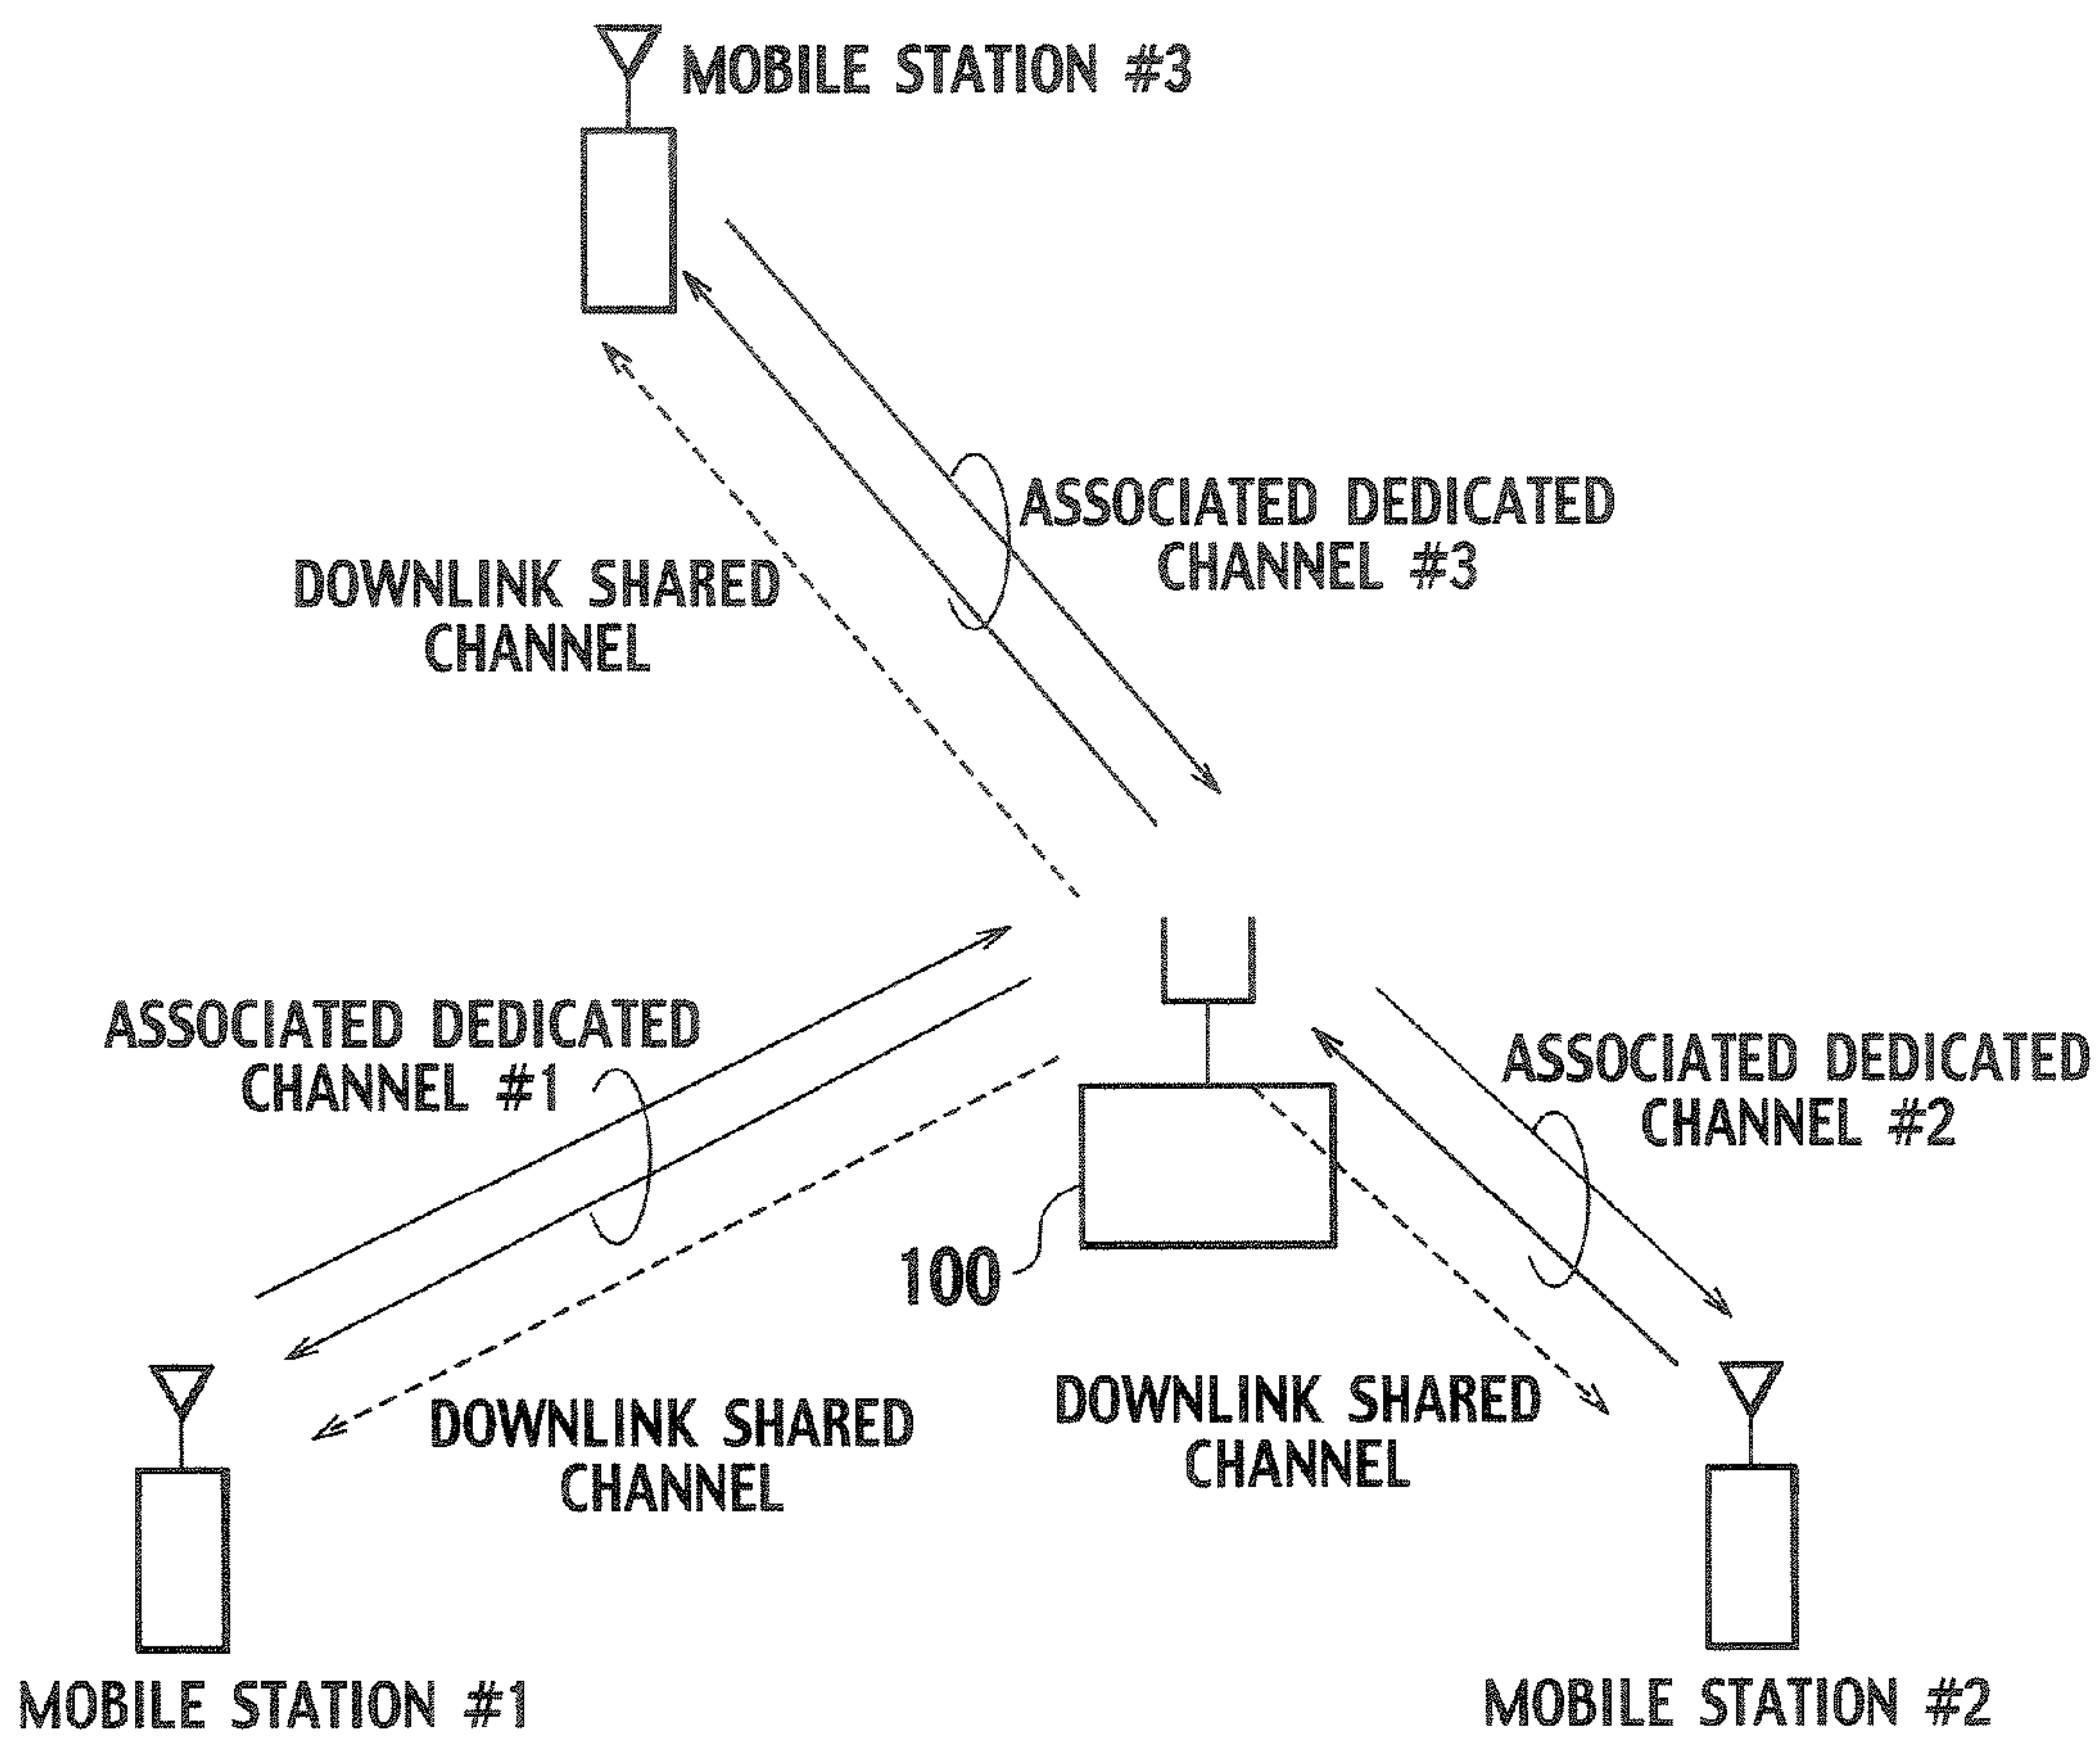 MOBILE STATION #3
ASSOCIATED DEDICATED
CHANNEL #3
DOWNLINK SHARED
CHANNEL
ASSOCIATED DEDICATED
CHANNEL #1
ASSOCIATED DEDICATED
CHANNEL #2
100
DOWNLINK SHARED
CHANNEL
DOWNLINK SHARED
CHANNEL
MOBILE STATION #1
MOBILE STATION #2